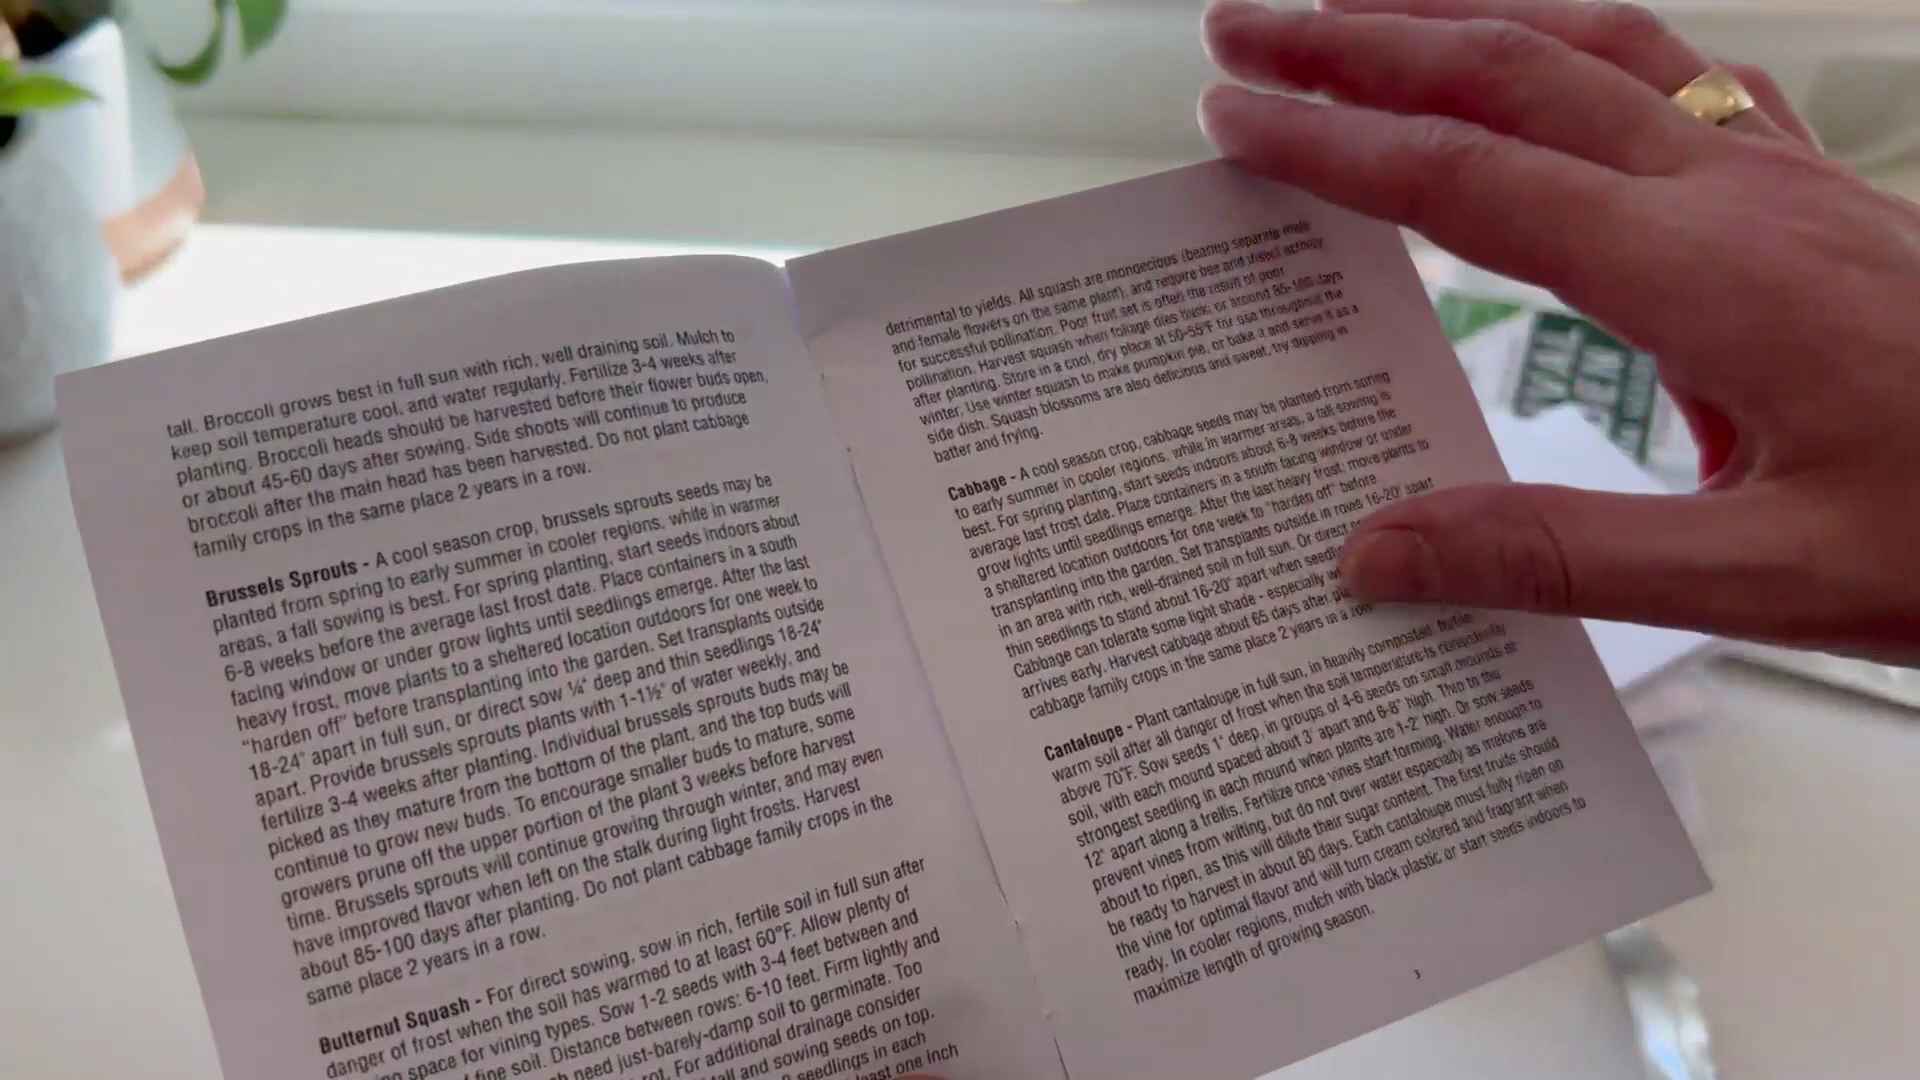 tall. Broccoli grows best in full sun with rich, well draining soil. Mulch to
keep soil temperature cool, and water regularly. Fertilize 3-4 weeks after
planting. Broccoli heads should be harvested before their flower buds open,
or about 45-60 days after sowing. Side shoots will continue to produce
broccoli after the main head has been harvested. Do not plant cabbage
family crops in the same place 2 years in a row.
Brussels Sprouts - A cool season crop, brussels sprouts seeds may be
planted from spring to early summer in cooler regions, while in warmer
areas, a fall sowing is best. For spring planting, start seeds indoors about
6-8 weeks before the average last frost date. Place containers in a south
facing window or under grow lights until seedlings emerge. After the last
heavy frost, move plants to a sheltered location outdoors for one week to
"harden off" before transplanting into the garden. Set transplants outside
18-24" apart in full sun, or direct sow ¼" deep and thin seedlings 18-24"
apart. Provide brussels sprouts plants with 1-1½" of water weekly, and
fertilize 3-4 weeks after planting. Individual brussels sprouts buds may be
picked as they mature from the bottom of the plant, and the top buds will
continue to grow new buds. To encourage smaller buds to mature, some
growers prune off the upper portion of the plant 3 weeks before harvest
time. Brussels sprouts will continue growing through winter, and may even
have improved flavor when left on the stalk during light frosts. Harvest
about 85-100 days after planting. Do not plant cabbage family crops in the
same place 2 years in a row.
Butternut Squash - For direct sowing, sow in rich, fertile soil in full sun after
danger of frost when the soil has warmed to at least 60°F. Allow plenty of
space for vining types. Sow 1-2 seeds with 3-4 feet between and
fine soil. Distance between rows: 6-10 feet. Firm lightly and
need just-barely-damp soil to germinate. Too
rot. For additional drainage consider
tall and sowing seeds on top.
seedlings in each
one inch
detrimental to yields. All squash are monoecious (bearing separate male
and female flowers on the same plant), and require bee and insect activity
for successful pollination. Poor fruit set is often the result of poor
pollination. Harvest squash when foliage dies back, or around 85-100 days
after planting. Store in a cool, dry place at 50-55°F for use throughout the
winter. Use winter squash to make pumpkin pie, or bake it and serve it as a
side dish. Squash blossoms are also delicious and sweet, try dipping in
batter and frying.
Cabbage - A cool season crop, cabbage seeds may be planted from spring
to early summer in cooler regions, while in warmer areas, a fall sowing is
best. For spring planting, start seeds indoors about 6-8 weeks before the
average last frost date. Place containers in a south facing window or under
grow lights until seedlings emerge. After the last heavy frost, move plants to
a sheltered location outdoors for one week to "harden off" before
transplanting into the garden. Set transplants outside in rows 16-20" apart
in an area with rich, well-drained soil in full sun. Or direct
thin seedlings to stand about 16-20" apart when
Cabbage can tolerate some light shade - especially
arrives early. Harvest cabbage about 65 days after
cabbage family crops in the same place 2 years in a row.
Cantaloupe - Plant cantaloupe in full sun, in heavily composted, fertile,
warm soil after all danger of frost when the soil temperature is consistently
above 70°F. Sow seeds 1" deep, in groups of 4-6 seeds on small mounds of
soil, with each mound spaced about 3' apart and 6-8" high. Thin to the
strongest seedling in each mound when plants are 1-2" high. Or sow seeds
12" apart along a trellis. Fertilize once vines start forming. Water enough to
prevent vines from wilting, but do not over water especially as melons are
about to ripen, as this will dilute their sugar content. The first fruits should
be ready to harvest in about 80 days. Each cantaloupe must fully ripen on
the vine for optimal flavor and will turn cream colored and fragrant when
ready. In cooler regions, mulch with black plastic or start seeds indoors to
maximize length of growing season.
3